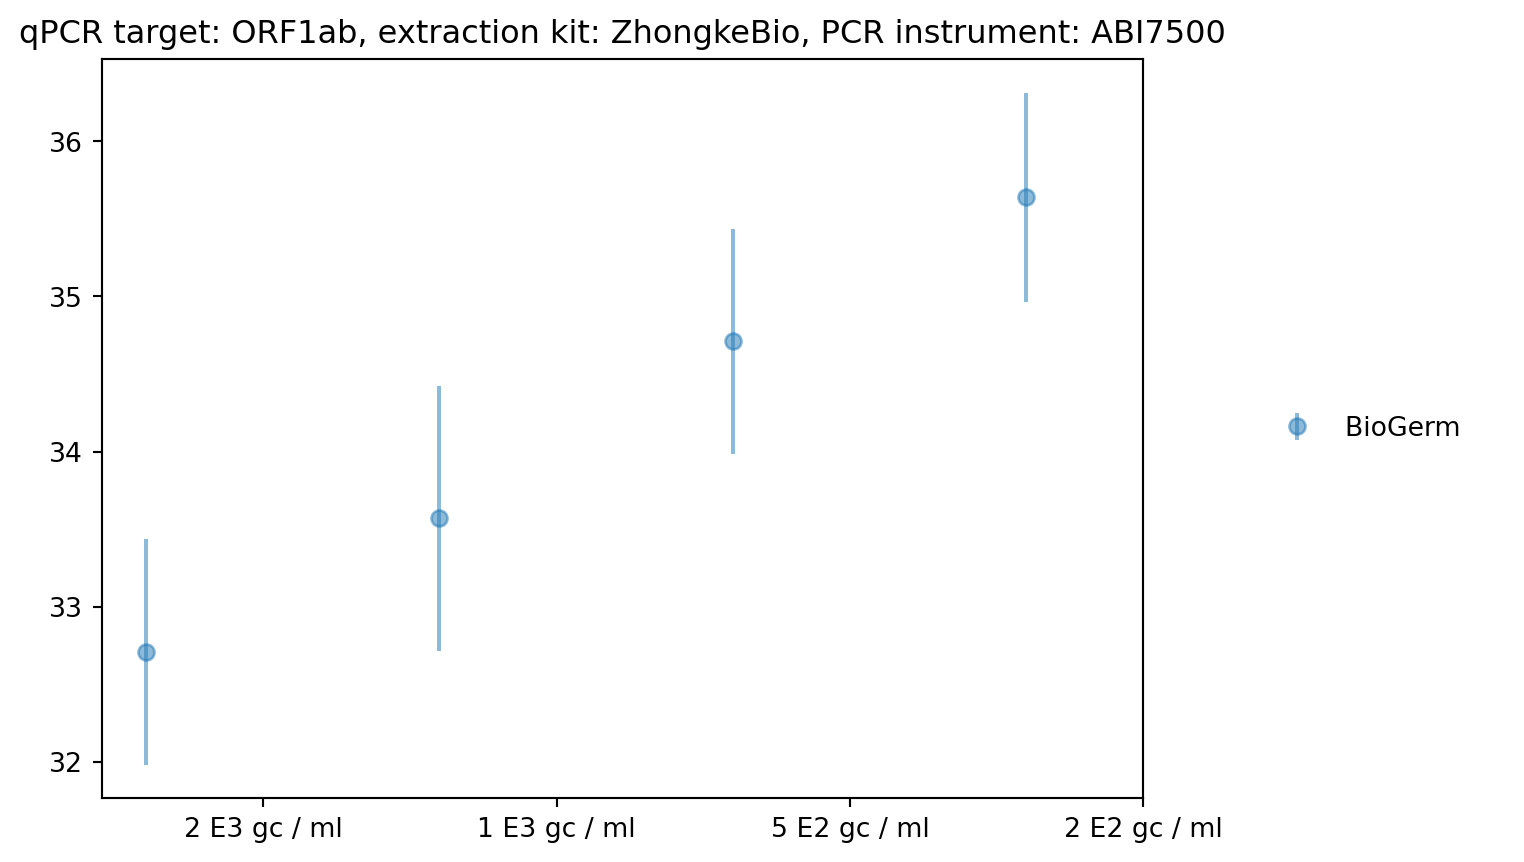 qPCR target: ORF1ab, extraction kit: ZhongkeBio, PCR instrument: ABI7500
36
35
34
33
32
BioGerm
2 E3 gc / ml
1 E3 gc / ml
5 E2 gc / ml
2 E2 gc / ml